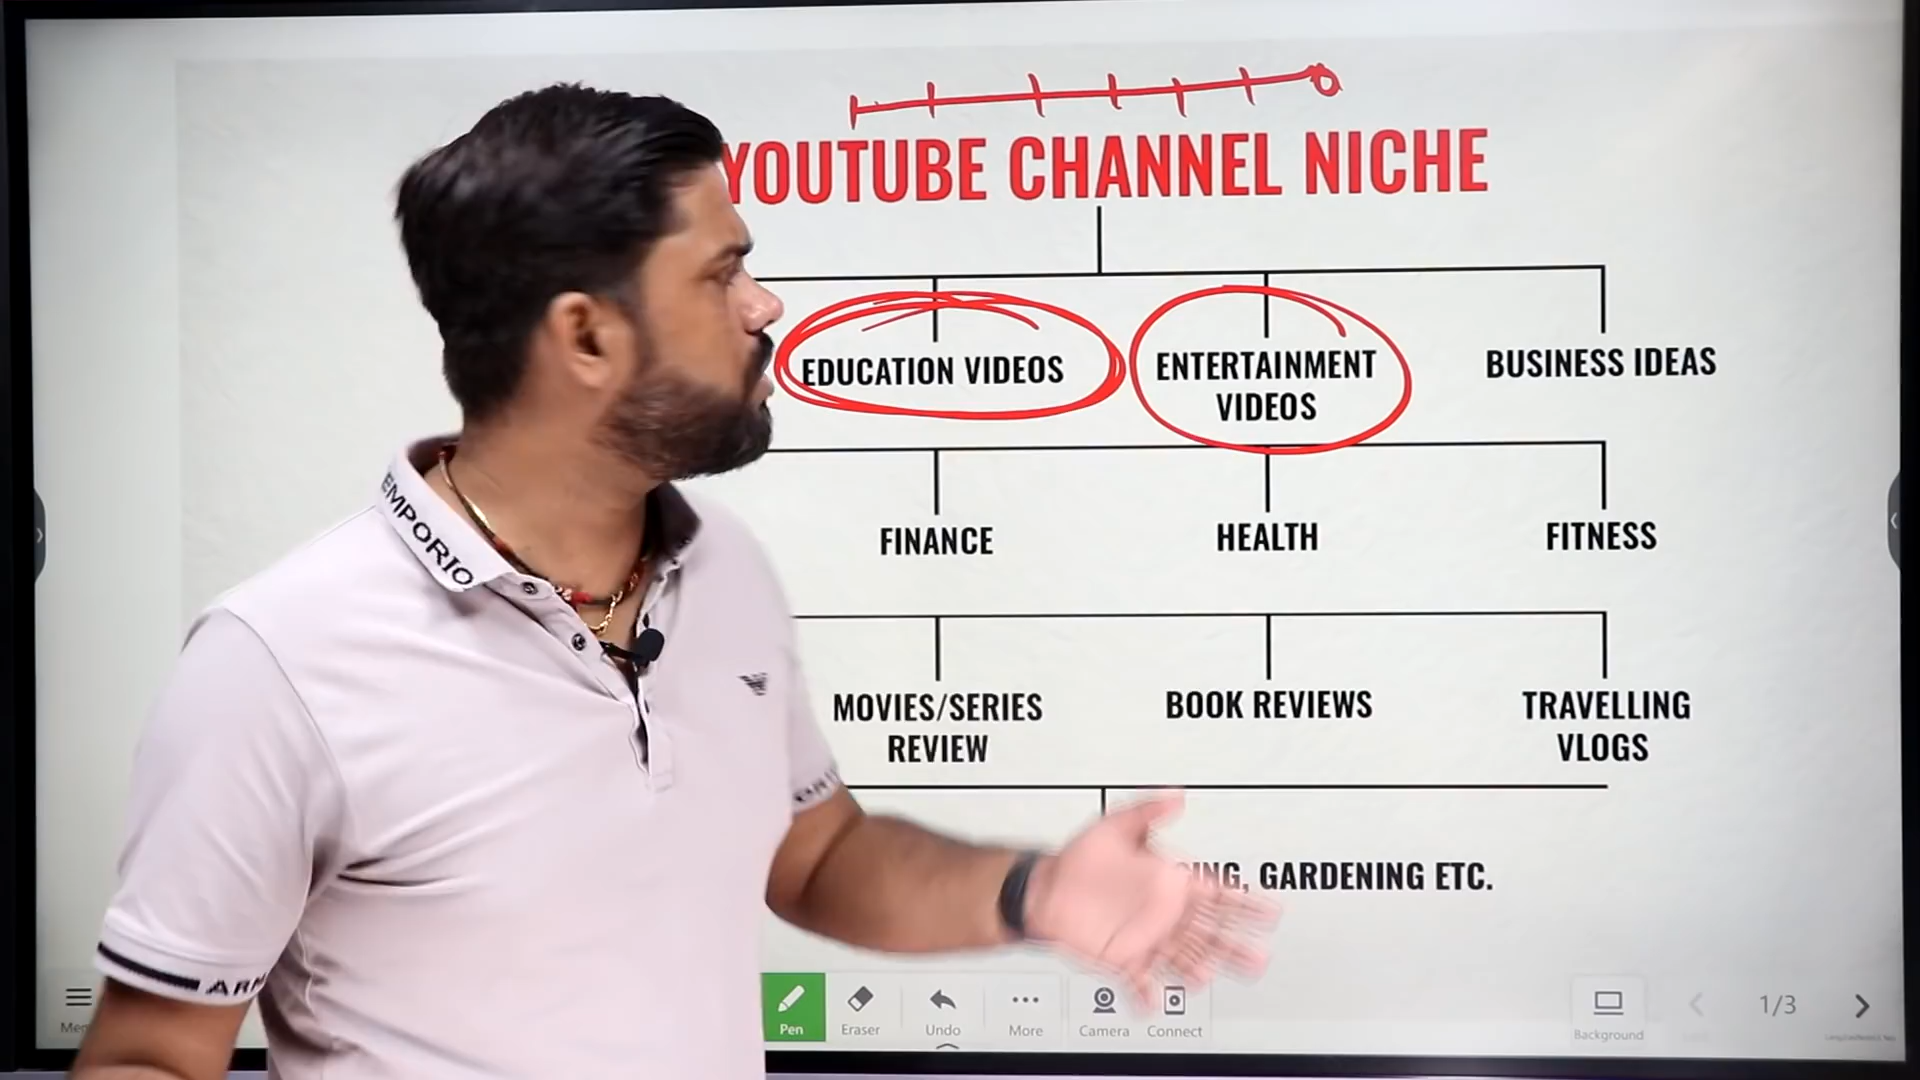 YOUTUBE CHANNEL NICHE
EDUCATION VIDEOS
ENTERTAINMENT
VIDEOS
BUSINESS IDEAS
FINANCE
HEALTH
FITNESS
MOVIES/SERIES
REVIEW
BOOK REVIEWS
TRAVELLING
VLOGS
GARDENING ETC.
EMPORIO
Pen
Eraser
Undo
More
Camera
Connect
Background
1/3